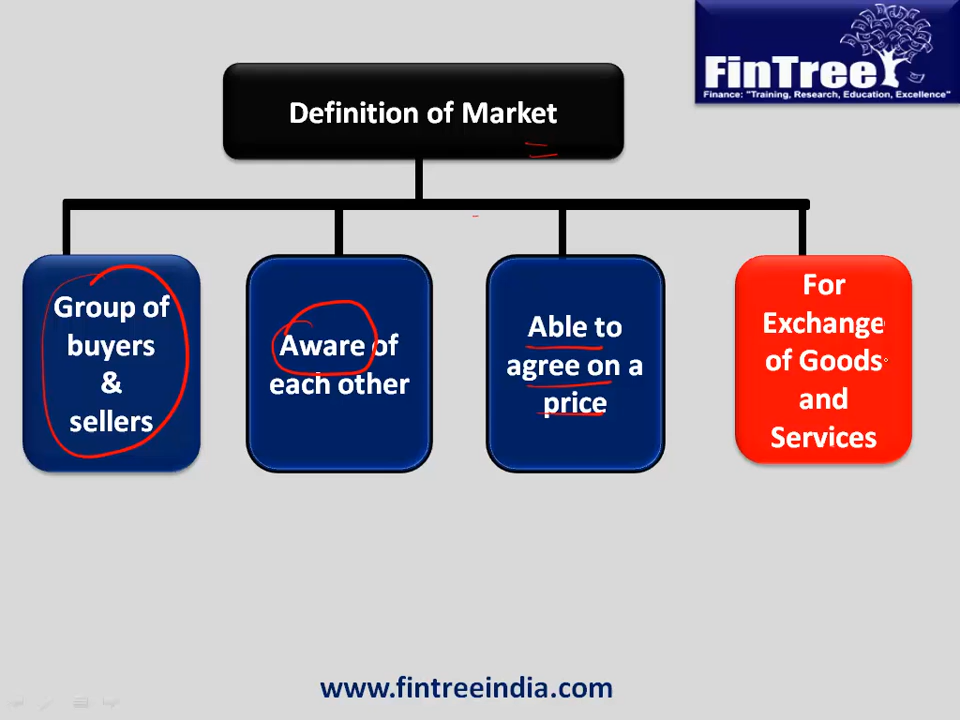 FinTree
Finance: "Training, Research, Education, Excellence"
Definition of Market
Group of
buyers
&
sellers
Aware of
each other
Able to
agree on a
price
For
Exchange
of Goods
and
Services
www.fintreeindia.com